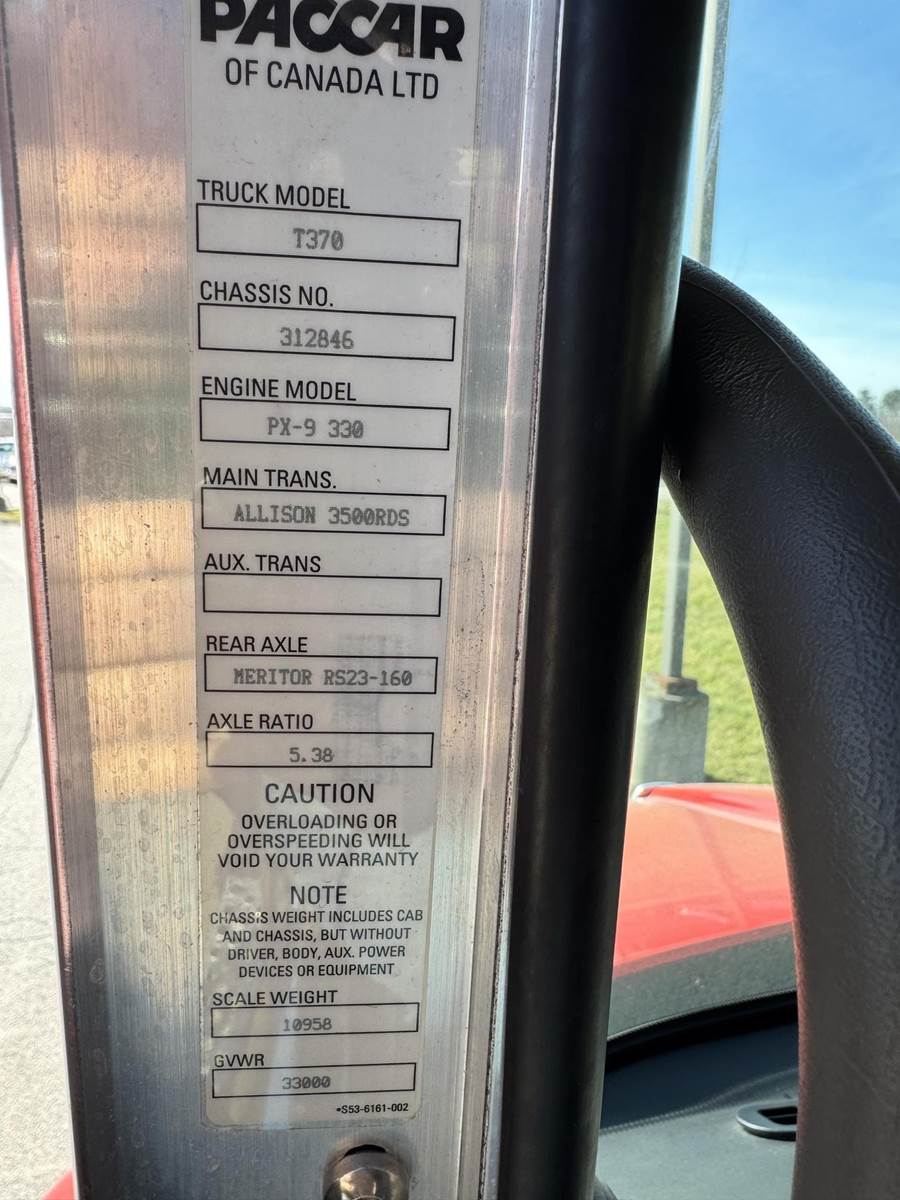 PACCAR
OF CANADA LTD
TRUCK MODEL
T370
CHASSIS NO.
312846
ENGINE MODEL
PX-9 330
MAIN TRANS.
ALLISON 3500RDS
AUX. TRANS
REAR AXLE
MERITOR RS23-160
AXLE RATIO
5.38
CAUTION
OVERLOADING OR
OVERSPEEDING WILL
VOID YOUR WARRANTY
NOTE
CHASSIS WEIGHT INCLUDES CAB
AND CHASSIS, BUT WITHOUT
DRIVER, BODY, AUX. POWER
DEVICES OR EQUIPMENT
SCALE WEIGHT
10958
GVWR
33000
•S53-6161-002